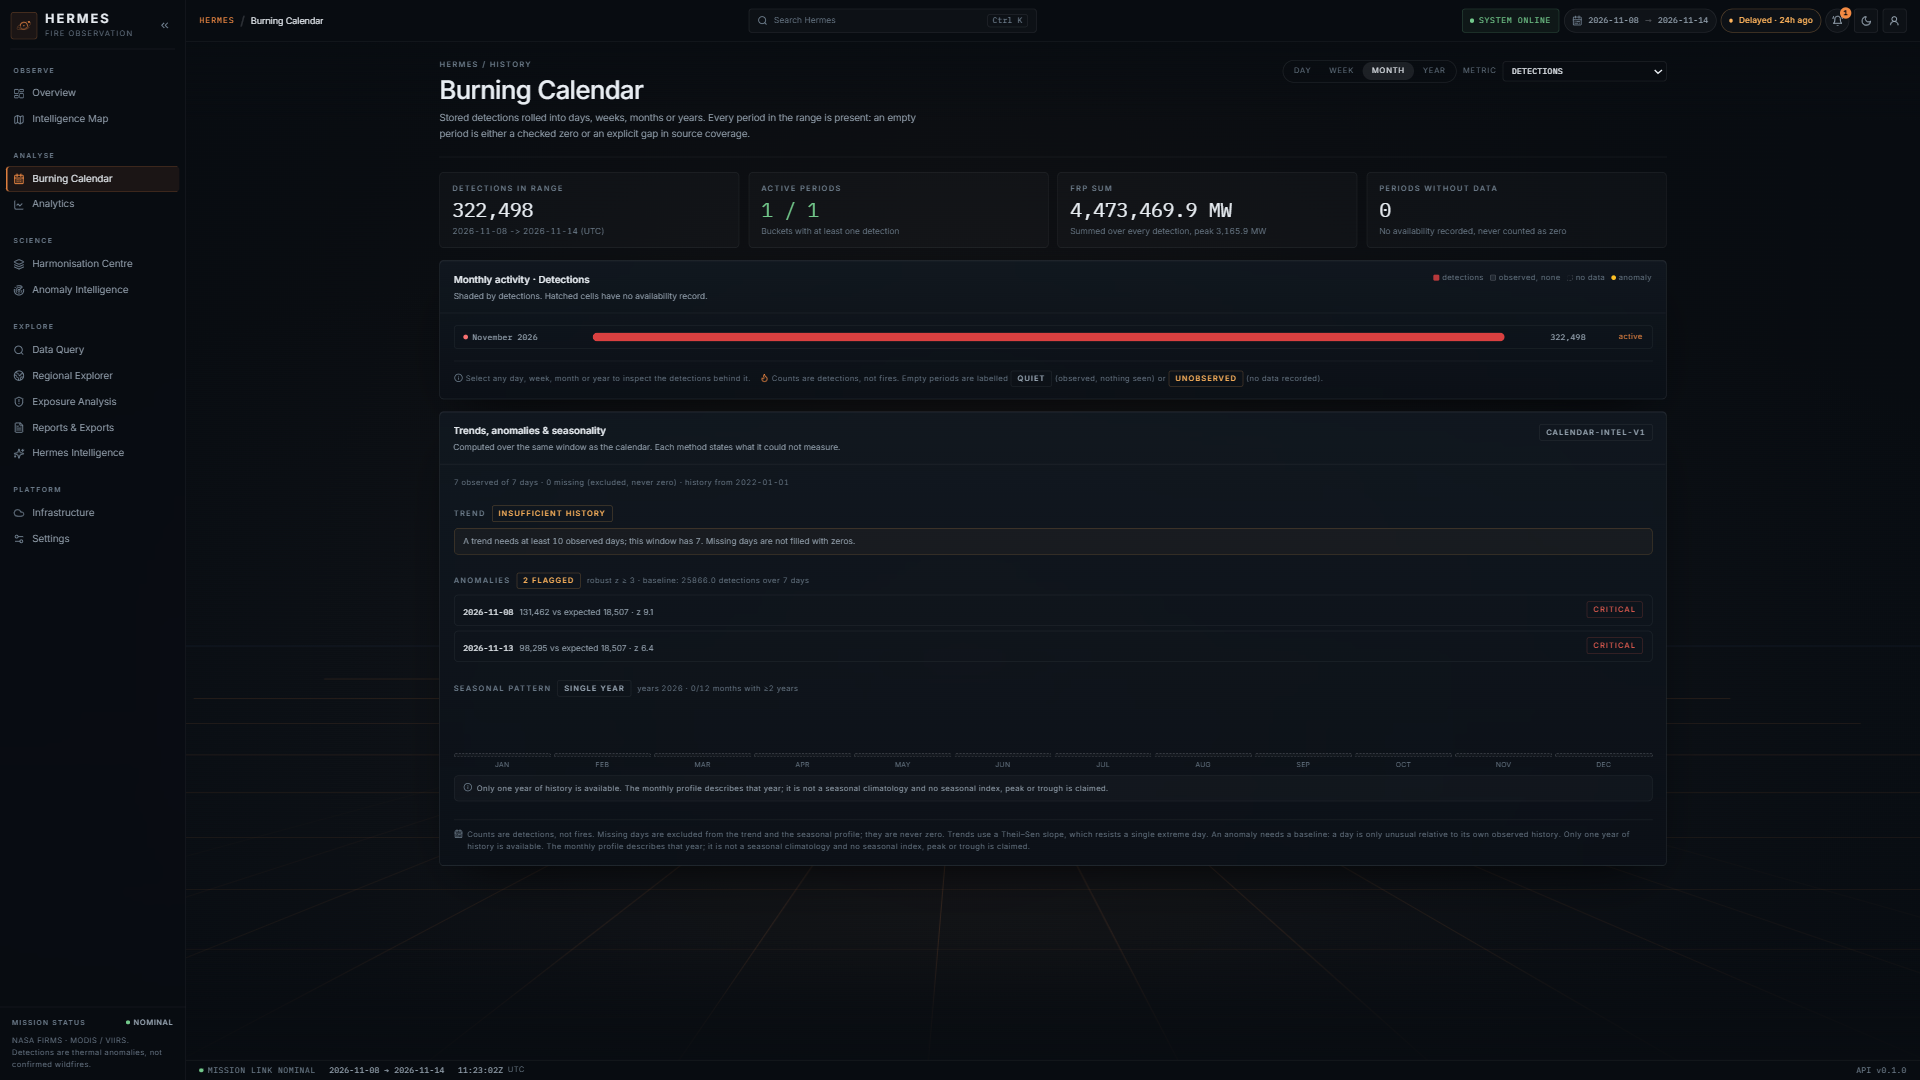 HERMES
FIRE OBSERVATION
OBSERVE
Overview
Intelligence Map
ANALYSE
Burning Calendar
Analytics
SCIENCE
Harmonisation Centre
Anomaly Intelligence
EXPLORE
Data Query
Regional Explorer
Exposure Analysis
Reports & Exports
Hermes Intelligence
PLATFORM
Infrastructure
Settings
MISSION STATUS NOMINAL
NASA FIRMS · MODIS / VIIRS.
Detections are thermal anomalies, not
confirmed wildfires.
HERMES / Burning Calendar
Search Hermes Ctrl K
SYSTEM ONLINE
2026-11-08 → 2026-11-14
Delayed · 24h ago
1
HERMES / HISTORY
Burning Calendar
Stored detections rolled into days, weeks, months or years. Every period in the range is present: an empty
period is either a checked zero or an explicit gap in source coverage.
DAY WEEK MONTH YEAR METRIC DETECTIONS
DETECTIONS IN RANGE
322,498
2026-11-08 -> 2026-11-14 (UTC)
ACTIVE PERIODS
1 / 1
Buckets with at least one detection
FRP SUM
4,473,469.9 MW
Summed over every detection, peak 3,165.9 MW
PERIODS WITHOUT DATA
0
No availability recorded, never counted as zero
Monthly activity · Detections
Shaded by detections. Hatched cells have no availability record.
detections observed, none no data anomaly
November 2026 322,498 active
Select any day, week, month or year to inspect the detections behind it. Counts are detections, not fires. Empty periods are labelled QUIET (observed, nothing seen) or UNOBSERVED (no data recorded).
Trends, anomalies & seasonality
Computed over the same window as the calendar. Each method states what it could not measure.
CALENDAR-INTEL-V1
7 observed of 7 days · 0 missing (excluded, never zero) · history from 2022-01-01
TREND INSUFFICIENT HISTORY
A trend needs at least 10 observed days; this window has 7. Missing days are not filled with zeros.
ANOMALIES 2 FLAGGED robust z ≥ 3 · baseline: 25866.0 detections over 7 days
2026-11-08 131,462 vs expected 18,507 · z 9.1 CRITICAL
2026-11-13 98,295 vs expected 18,507 · z 6.4 CRITICAL
SEASONAL PATTERN SINGLE YEAR years 2026 · 0/12 months with ≥2 years
JAN FEB MAR APR MAY JUN JUL AUG SEP OCT NOV DEC
Only one year of history is available. The monthly profile describes that year; it is not a seasonal climatology and no seasonal index, peak or trough is claimed.
Counts are detections, not fires. Missing days are excluded from the trend and the seasonal profile; they are never zero. Trends use a Theil–Sen slope, which resists a single extreme day. An anomaly needs a baseline: a day is only unusual relative to its own observed history. Only one year of
history is available. The monthly profile describes that year; it is not a seasonal climatology and no seasonal index, peak or trough is claimed.
MISSION LINK NOMINAL 2026-11-08 → 2026-11-14 11:23:02Z UTC
API v0.1.0